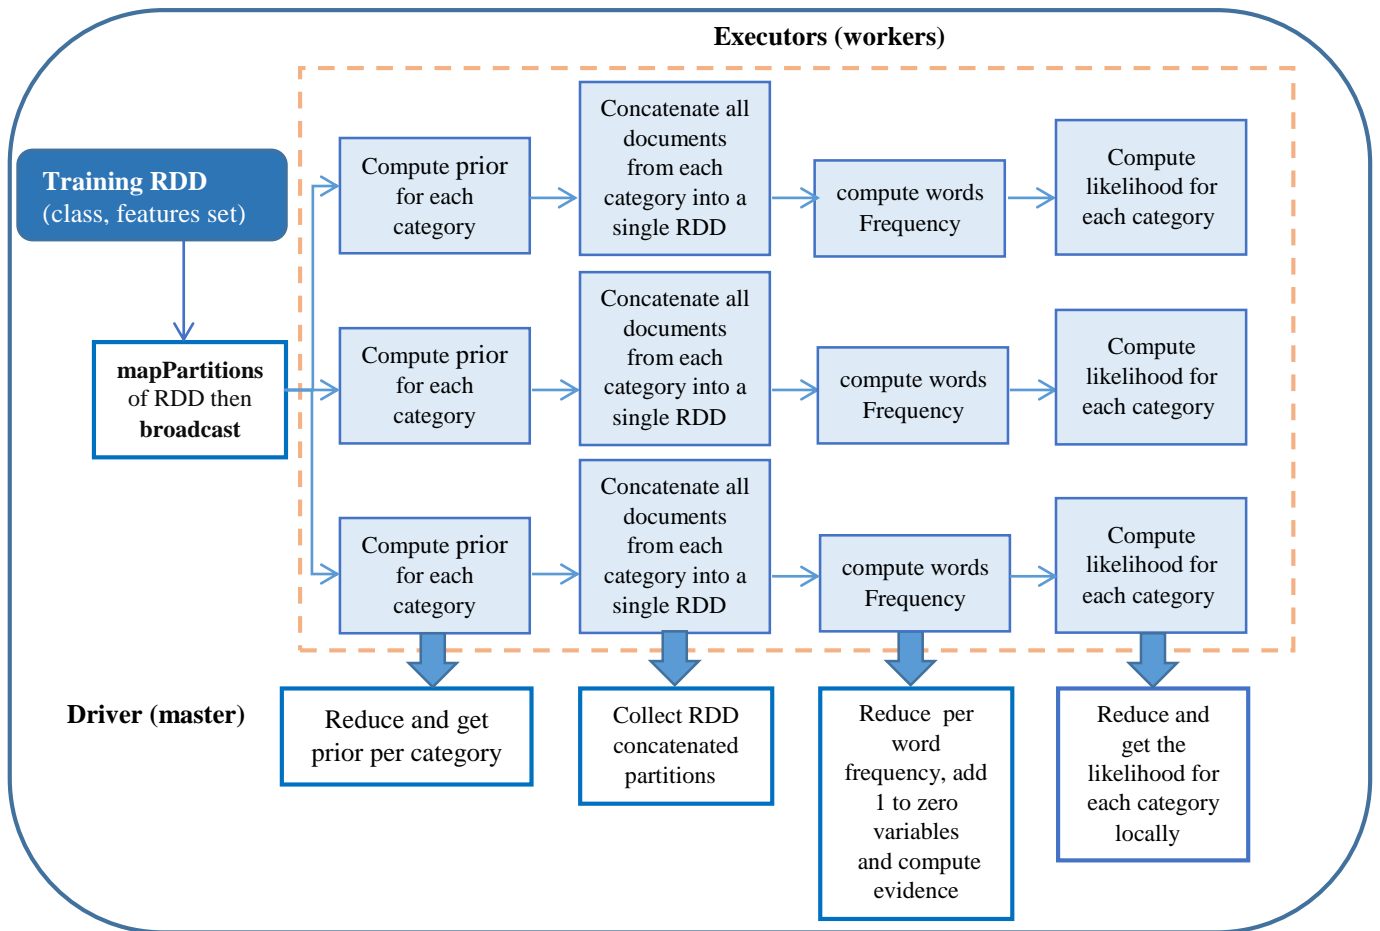 Executors (workers)
Training RDD
(class, features set)
mapPartitions
of RDD then
broadcast
Compute prior
for each
category
Concatenate all
documents
from each
category into a
single RDD
compute words
Frequency
Compute
likelihood for
each category
Compute prior
for each
category
Concatenate all
documents
from each
category into a
single RDD
compute words
Frequency
Compute
likelihood for
each category
Compute prior
for each
category
Concatenate all
documents
from each
category into a
single RDD
compute words
Frequency
Compute
likelihood for
each category
Driver (master)
Reduce and get
prior per category
Collect RDD
concatenated
partitions
Reduce per
word
frequency, add
1 to zero
variables
and compute
evidence
Reduce and
get the
likelihood for
each category
locally